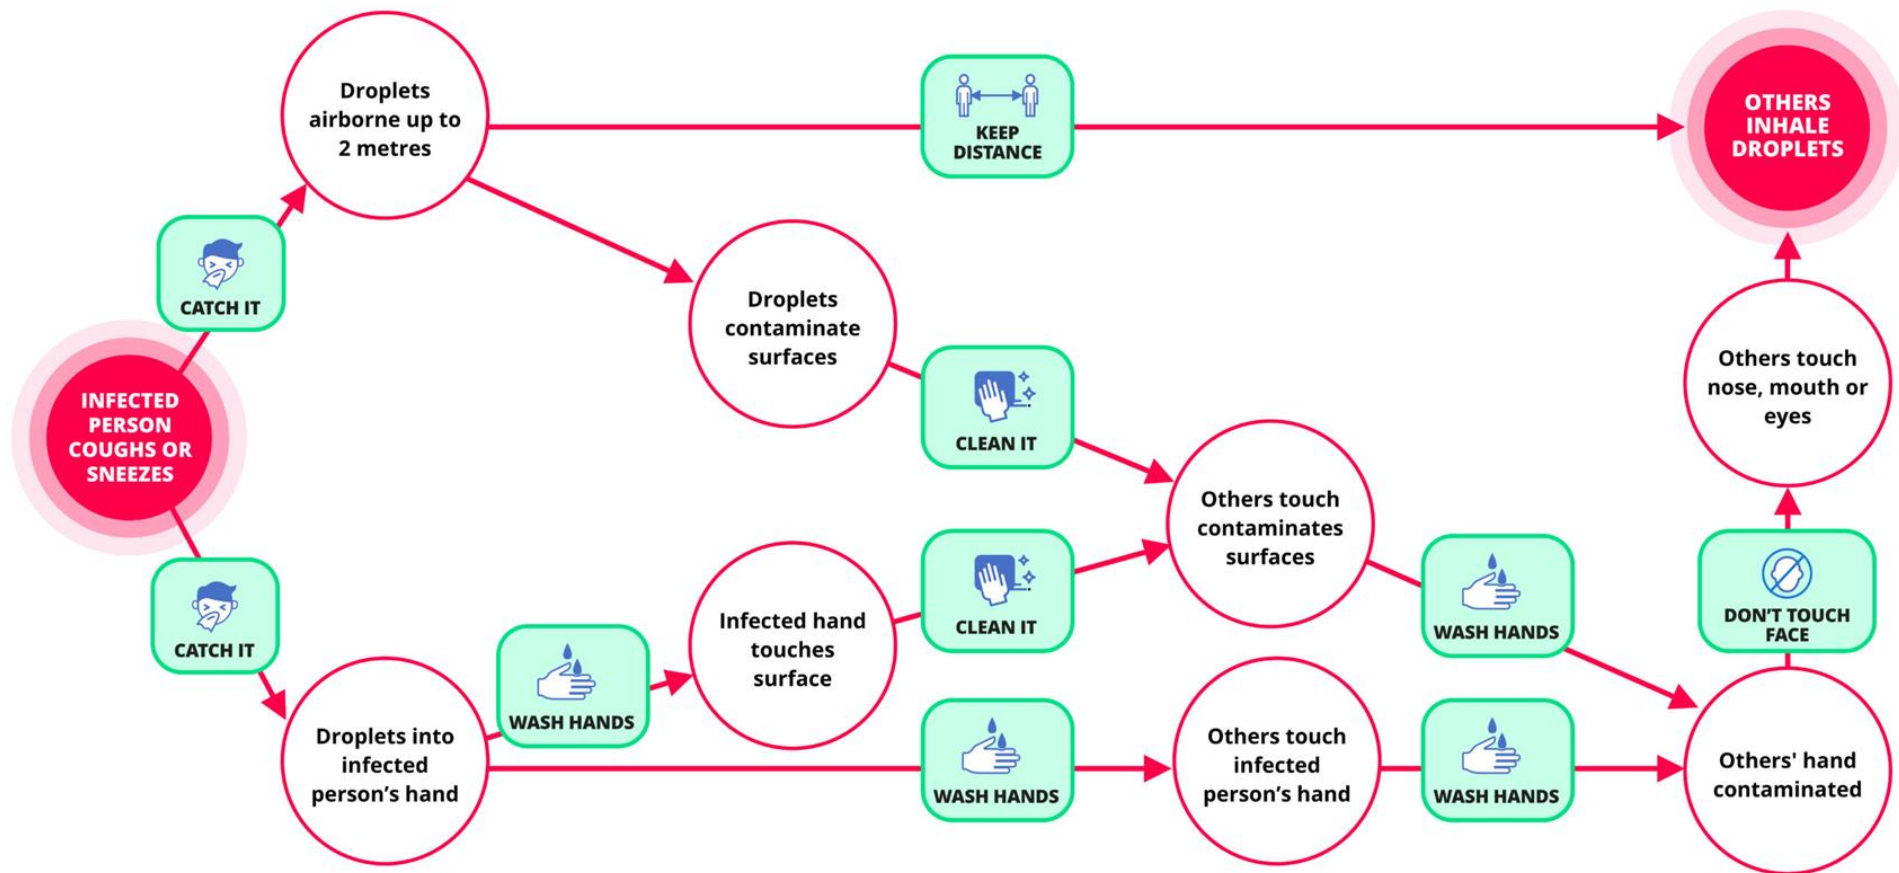 Droplets
airborne up to
2 metres
KEEP
DISTANCE
OTHERS
INHALE
DROPLETS
CATCH IT
Droplets
contaminate
surfaces
INFECTED
PERSON
COUGHS OR
SNEEZES
CLEAN IT
Others touch
nose, mouth or
eyes
Others touch
contaminates
surfaces
CATCH IT
Infected hand
touches
surface
CLEAN IT
WASH HANDS
DON'T TOUCH
FACE
WASH HANDS
Droplets into
infected
person’s hand
WASH HANDS
Others touch
infected
person’s hand
WASH HANDS
Others' hand
contaminated